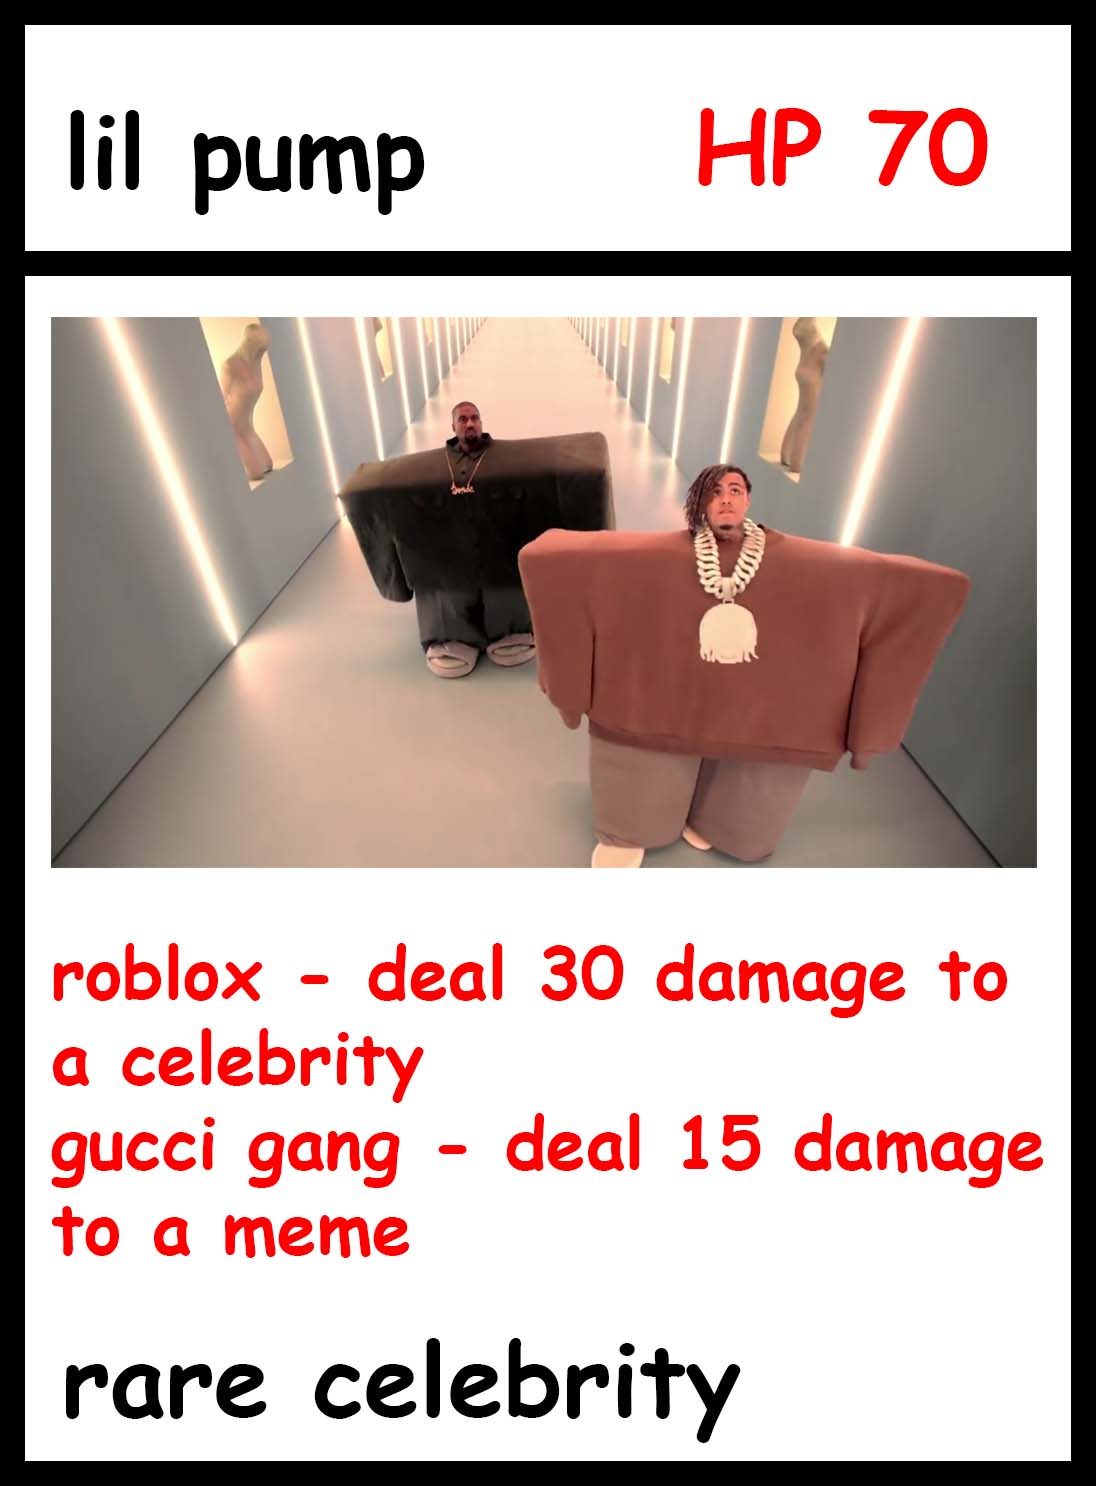 lil pump
HP 70
roblox - deal 30 damage to
a celebrity
gucci gang - deal 15 damage
to a meme
rare celebrity